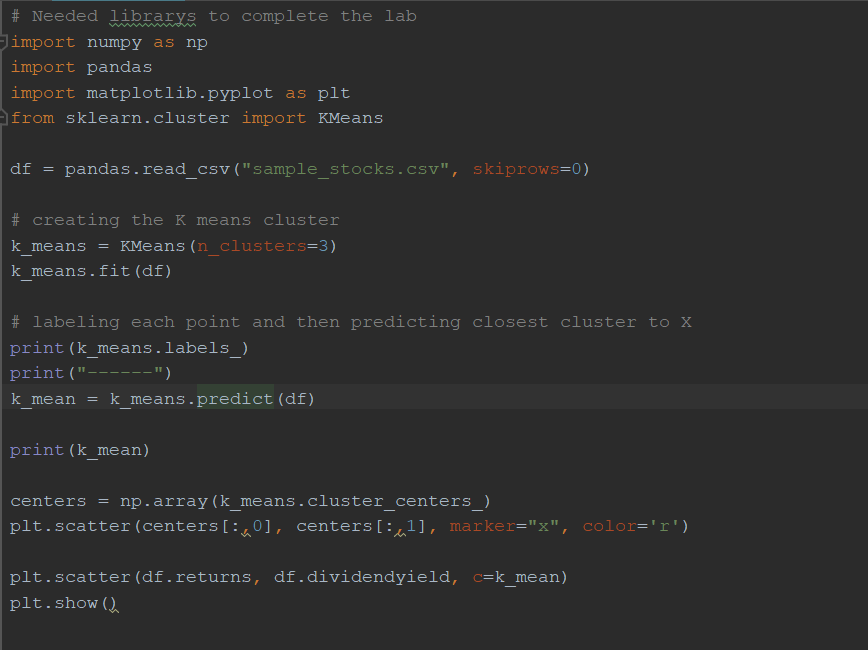 # Needed librarys to complete the lab
import numpy as np
import pandas
import matplotlib.pyplot as plt
from sklearn.cluster import KMeans
df = pandas.read_csv("sample_stocks.csv", skiprows=0)
# creating the K means cluster
k_means = KMeans(n_clusters=3)
k_means.fit(df)
# labeling each point and then predicting closest cluster to X
print(k_means.labels_)
print("------")
k_mean = k_means.predict(df)
print(k_mean)
centers = np.array(k_means.cluster_centers_)
plt.scatter(centers[:,0], centers[:,1], marker="x", color='r')
plt.scatter(df.returns, df.dividendyield, c=k_mean)
plt.show()